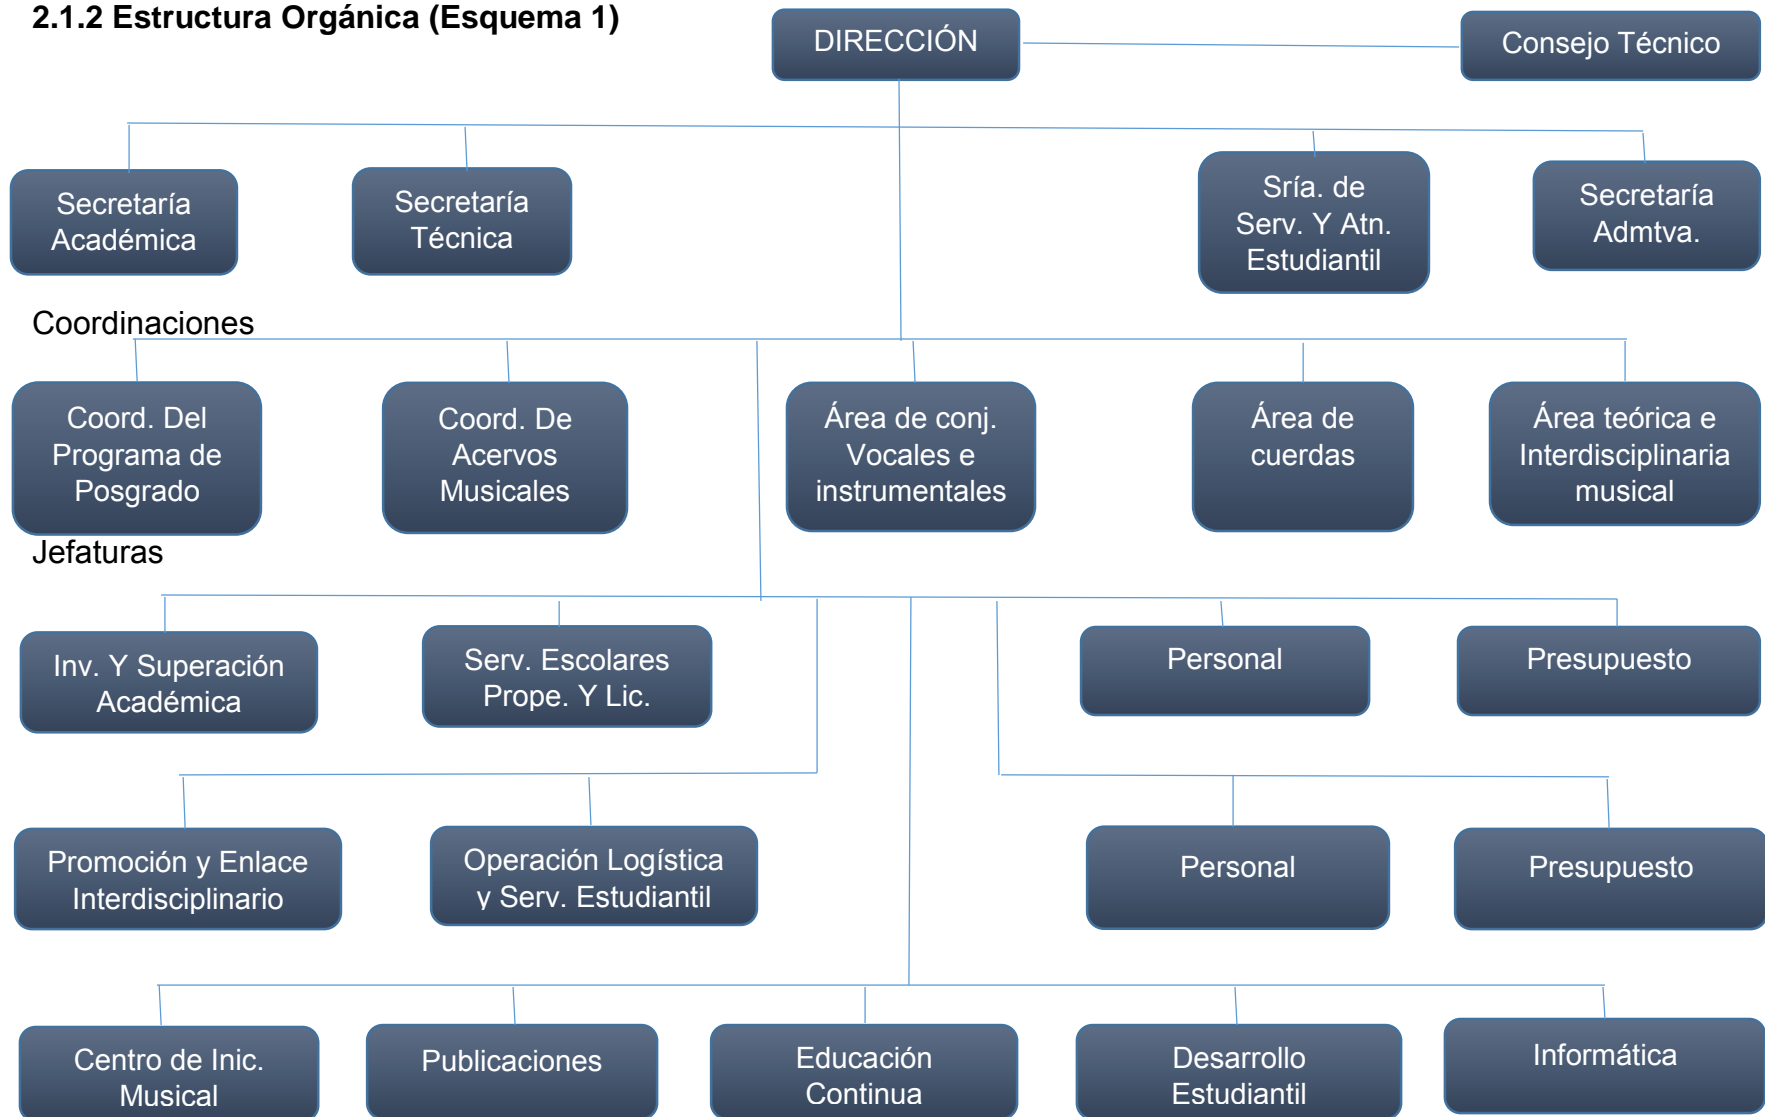 2.1.2 Estructura Orgánica (Esquema 1)
DIRECCIÓN
Consejo Técnico
Secretaría
Académica
Secretaría
Técnica
Sría. de
Serv. Y Atn.
Estudiantil
Secretaría
Admtva.
Coordinaciones
Coord. Del
Programa de
Posgrado
Coord. De
Acervos
Musicales
Área de conj.
Vocales e
instrumentales
Área de
cuerdas
Área teórica e
Interdisciplinaria
musical
Jefaturas
Inv. Y Superación
Académica
Serv. Escolares
Prope. Y Lic.
Personal
Presupuesto
Promoción y Enlace
Interdisciplinario
Operación Logística
y Serv. Estudiantil
Personal
Presupuesto
Centro de Inic.
Musical
Publicaciones
Educación
Continua
Desarrollo
Estudiantil
Informática